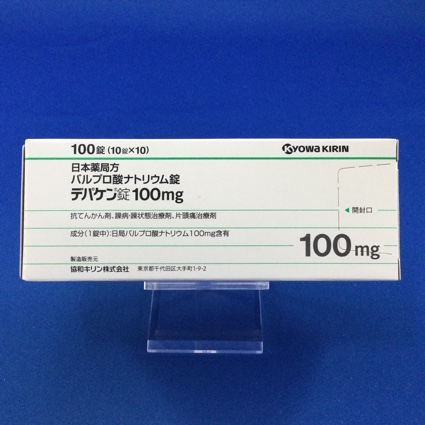 100錠(10錠×10)
KYOWA KIRIN
日本薬局方
バルプロ酸ナトリウム錠
デパケン®錠100mg
抗てんかん剤、躁病・躁状態治療剤、片頭痛治療剤
◀開封口
成分(1錠中):日局バルプロ酸ナトリウム100mg含有
100mg
製造販売元
協和キリン株式会社 東京都千代田区大手町1-9-2